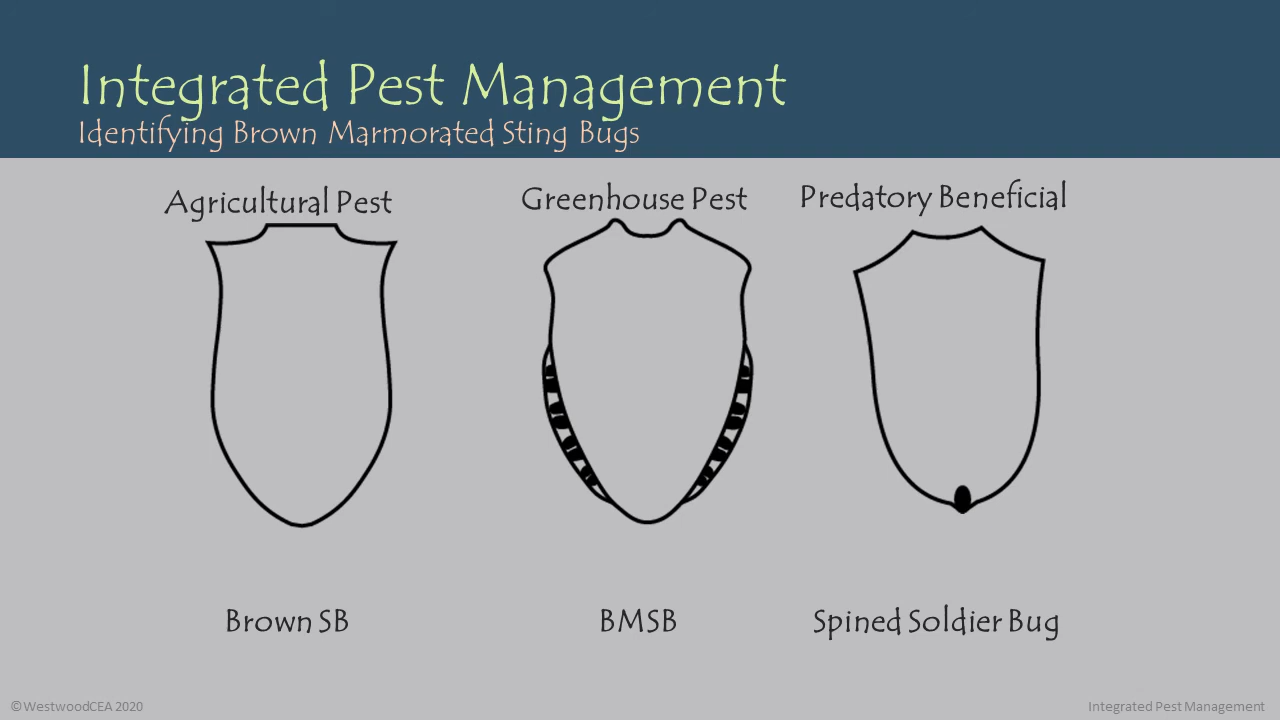 Integrated Pest Management
Identifying Brown Marmorated Sting Bugs
Agricultural Pest
Greenhouse Pest
Predatory Beneficial
Brown SB
BMSB
Spined Soldier Bug
©WestwoodCEA 2020
Integrated Pest Management